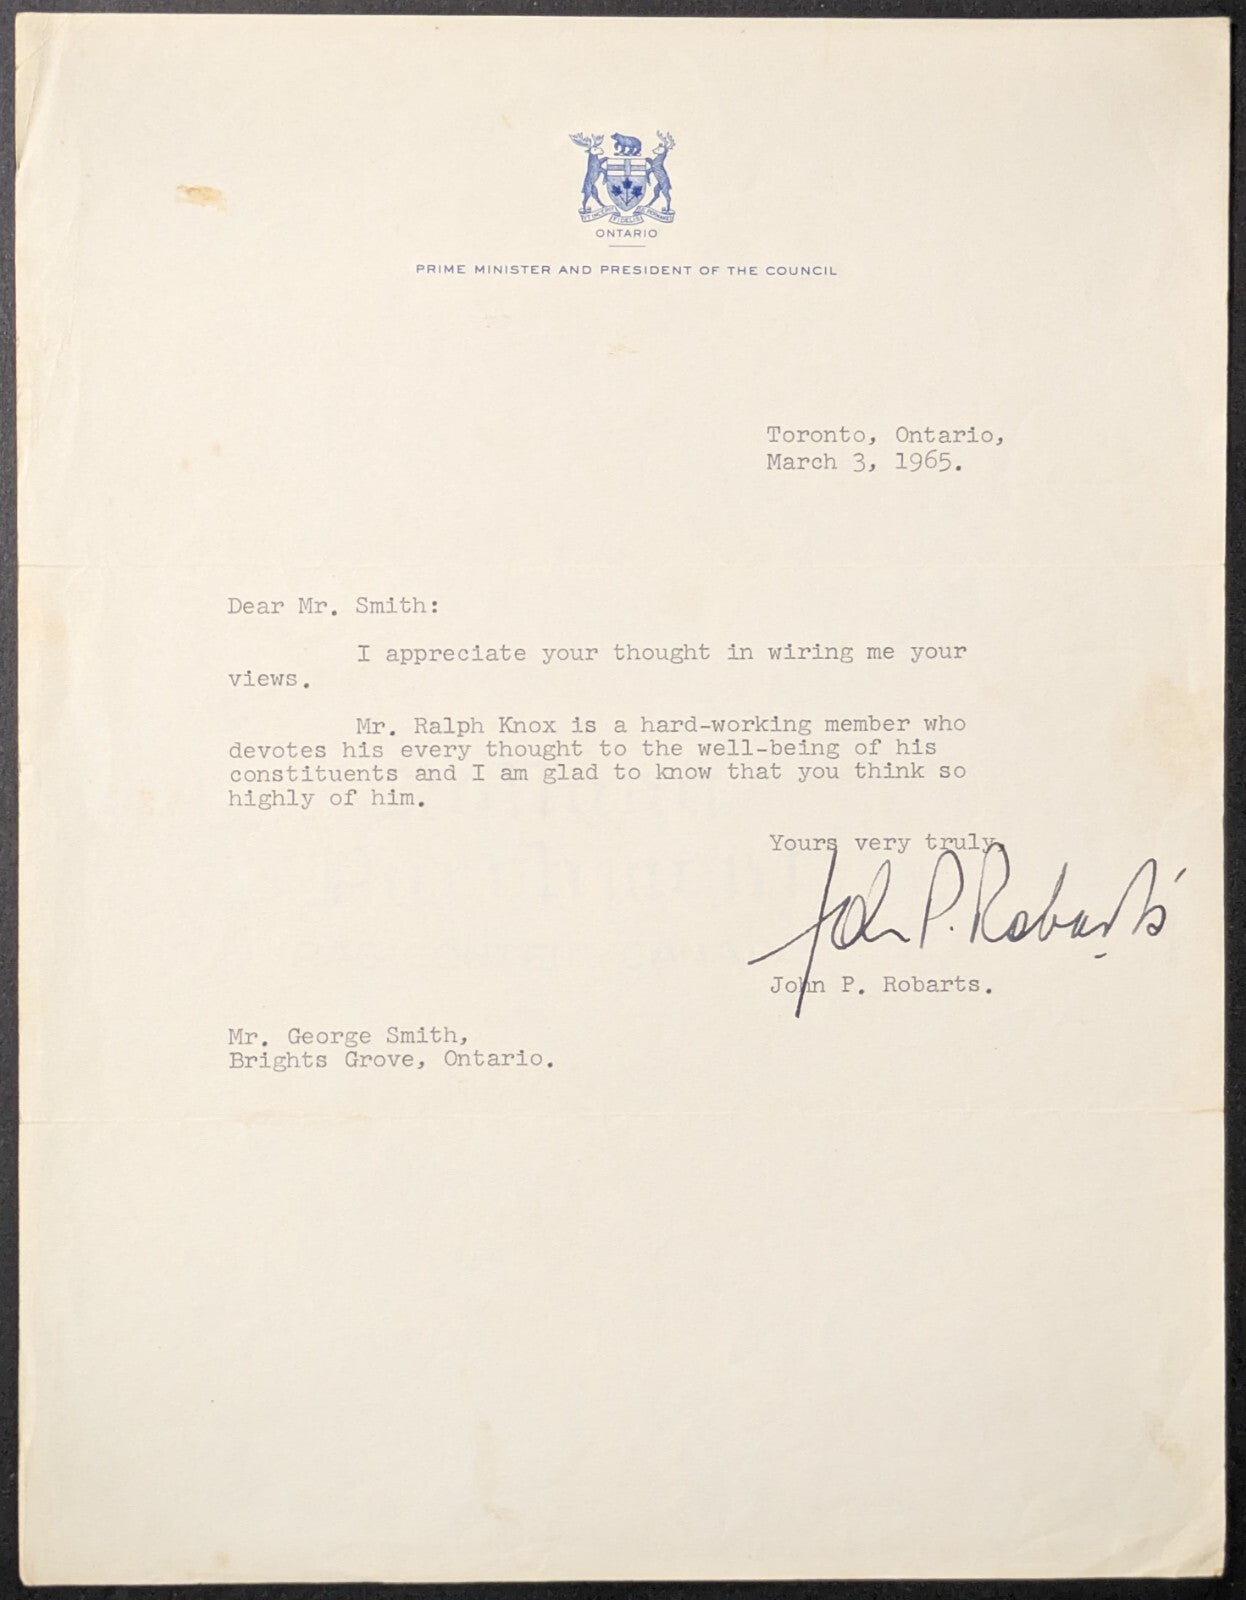 ONTARIO
PRIME MINISTER AND PRESIDENT OF THE COUNCIL
Toronto, Ontario,
March 3, 1965.
Dear Mr. Smith:
I appreciate your thought in wiring me your
views.
Mr. Ralph Knox is a hard-working member who
devotes his every thought to the well-being of his
constituents and I am glad to know that you think so
highly of him.
Yours very truly,
John P. Robarts
John P. Robarts.
Mr. George Smith,
Brights Grove, Ontario.